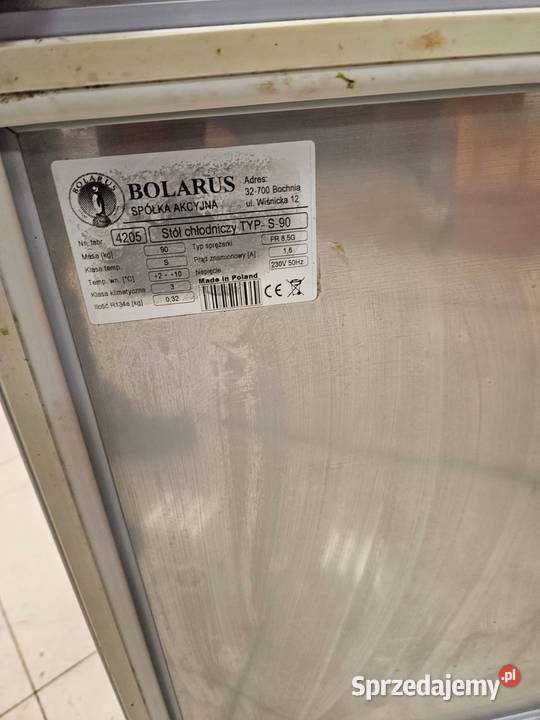 BOLARUS
BOLARUS
SPÓŁKA AKCYJNA
Adres:
32-700 Bochnia
ul. Wiśnicka 12
Nr. fabr. 4205 Stół chłodniczy TYP- S-90
Masa [kg] 90 Typ sprężarki FR 8,5G
Klasa temp. S Prąd znamionowy [A] 1,6
Temp. wn. [°C] +2 - +10 Napięcie 230V 50Hz
Klasa klimatyczna 3 Made in Poland
Ilość R134a [kg] 0,32 CE
Sprzedajemy.pl